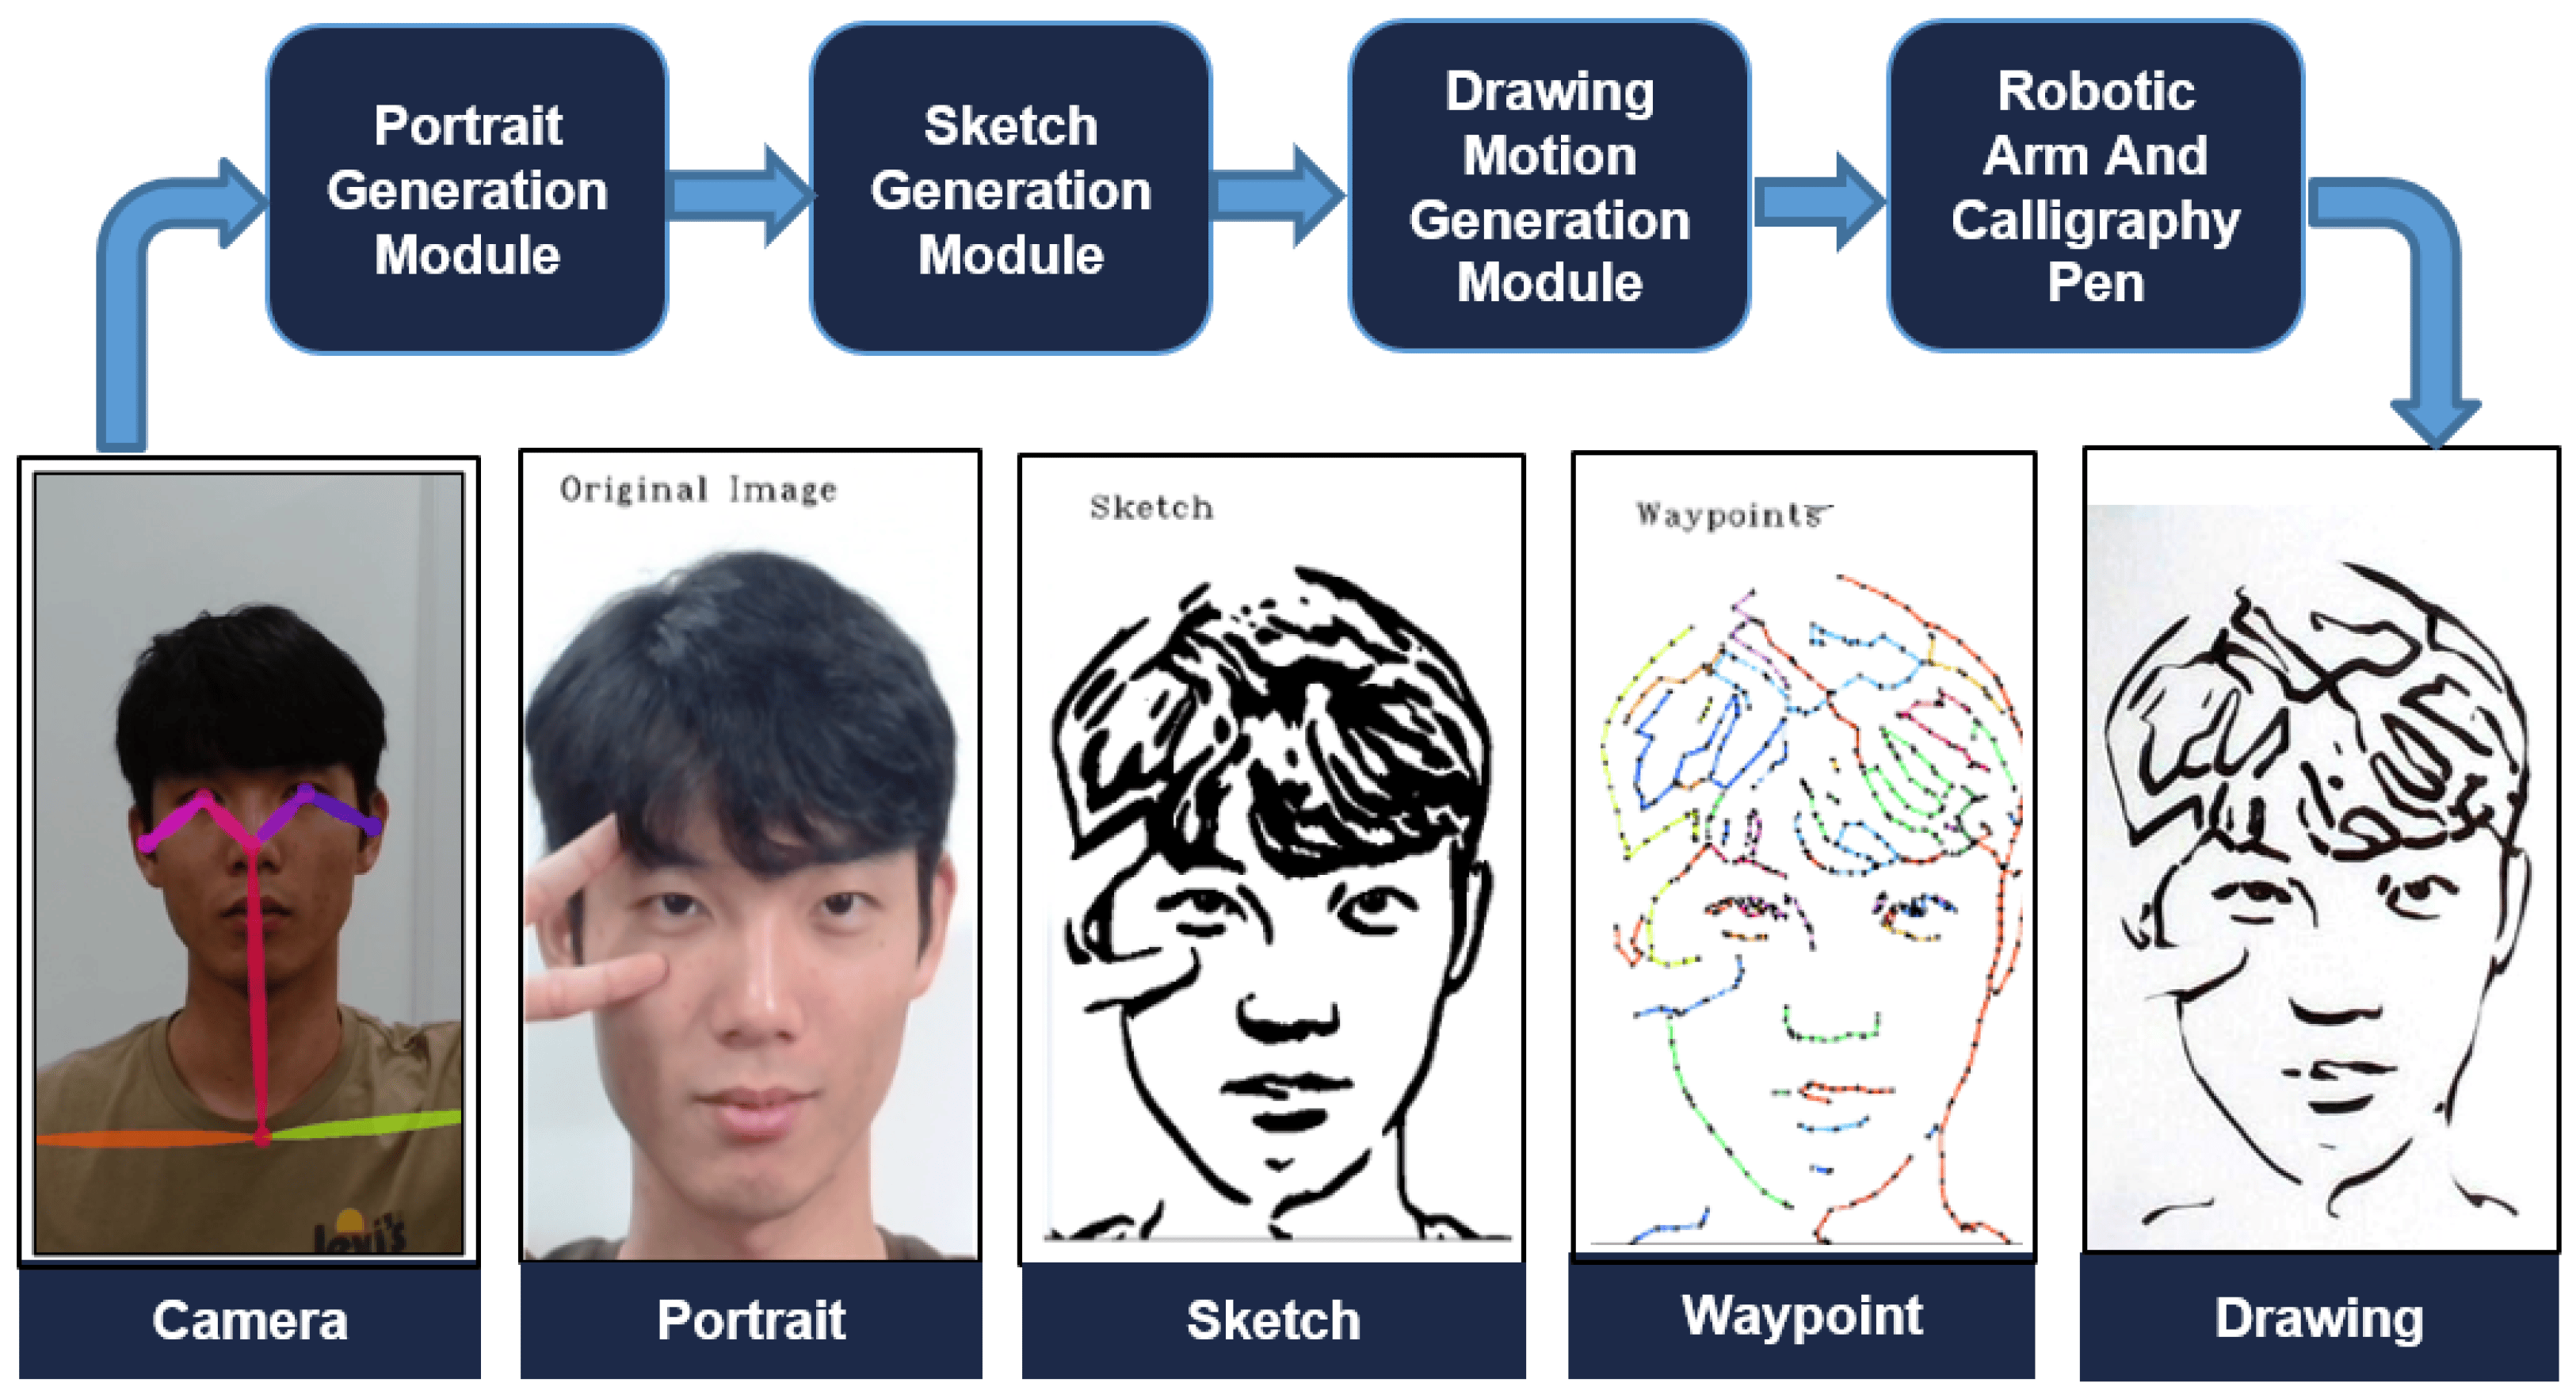 Portrait
Generation
Module
Sketch
Generation
Module
Drawing
Motion
Generation
Module
Robotic
Arm And
Calligraphy
Pen
Original Image
Sketch
Waypoints
levi's
Camera
Portrait
Sketch
Waypoint
Drawing